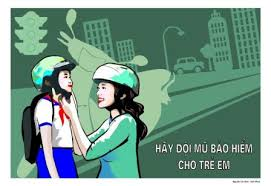 HÃY ĐỘI MŨ BẢO HIỂM
CHO TRẺ EM